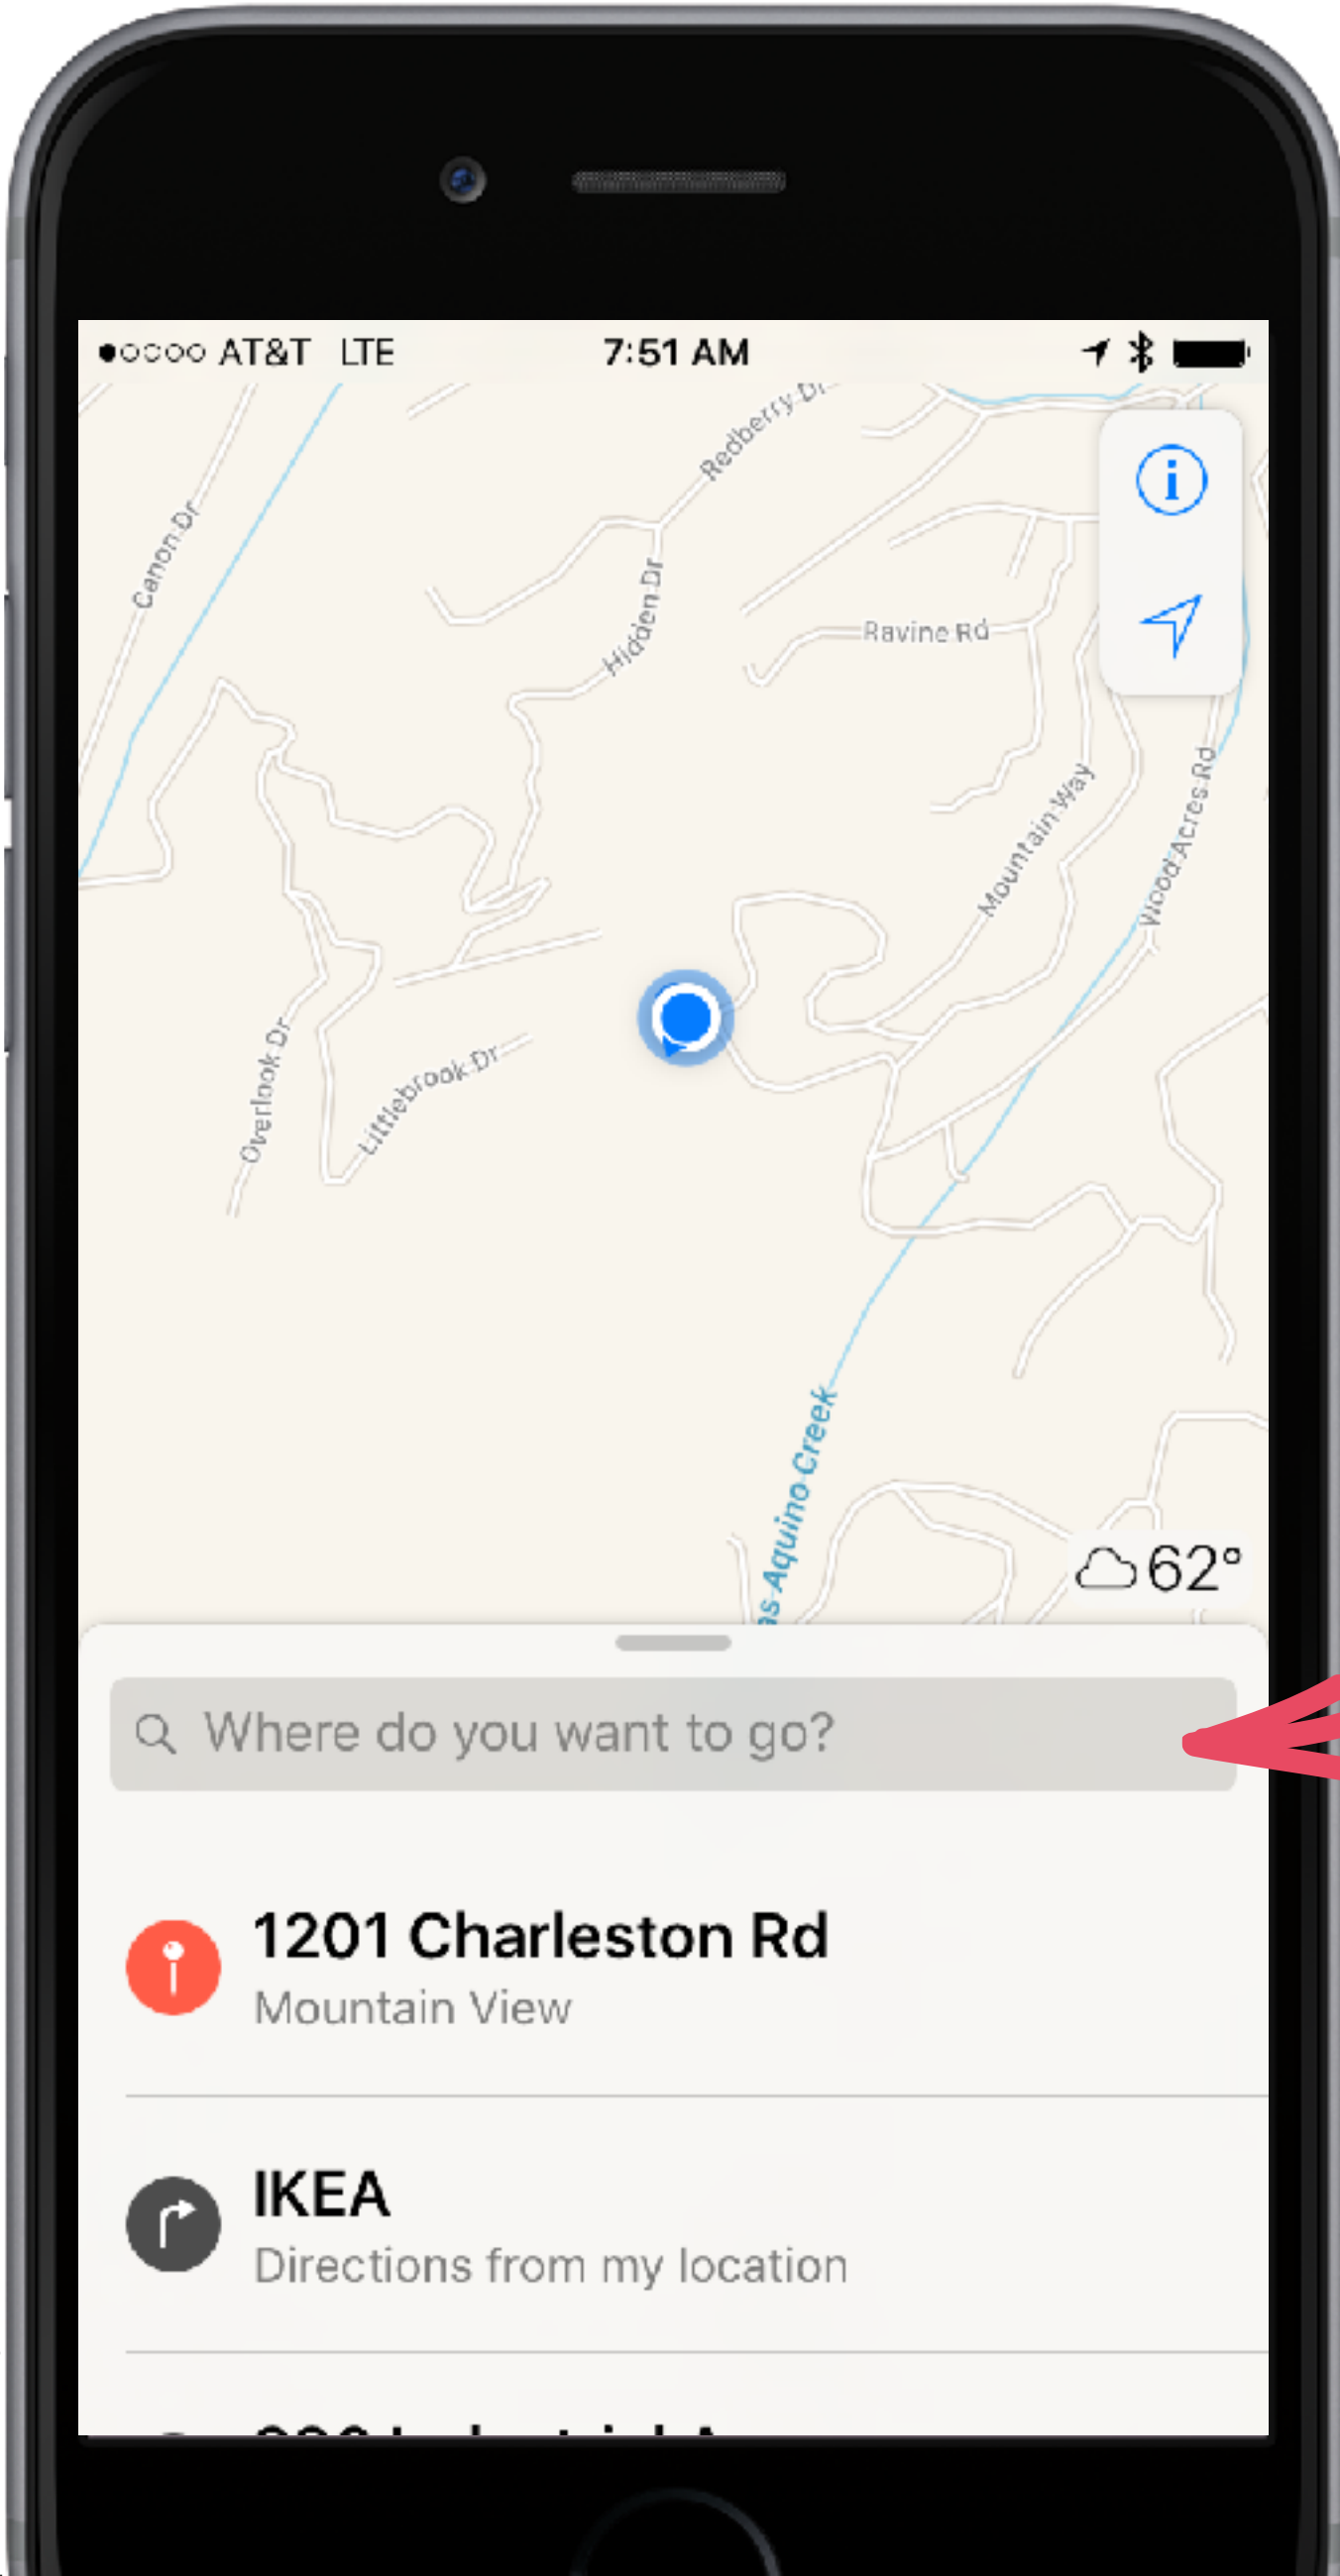 AT&T LTE 7:51 AM
Redberry Dr
Canon Dr
Hidden Dr
Ravine Rd
Mountain Way
Wood Acres Rd
Overlook Dr
Littlebrook Dr
Aquino Creek
62°
Where do you want to go?
1201 Charleston Rd
Mountain View
IKEA
Directions from my location